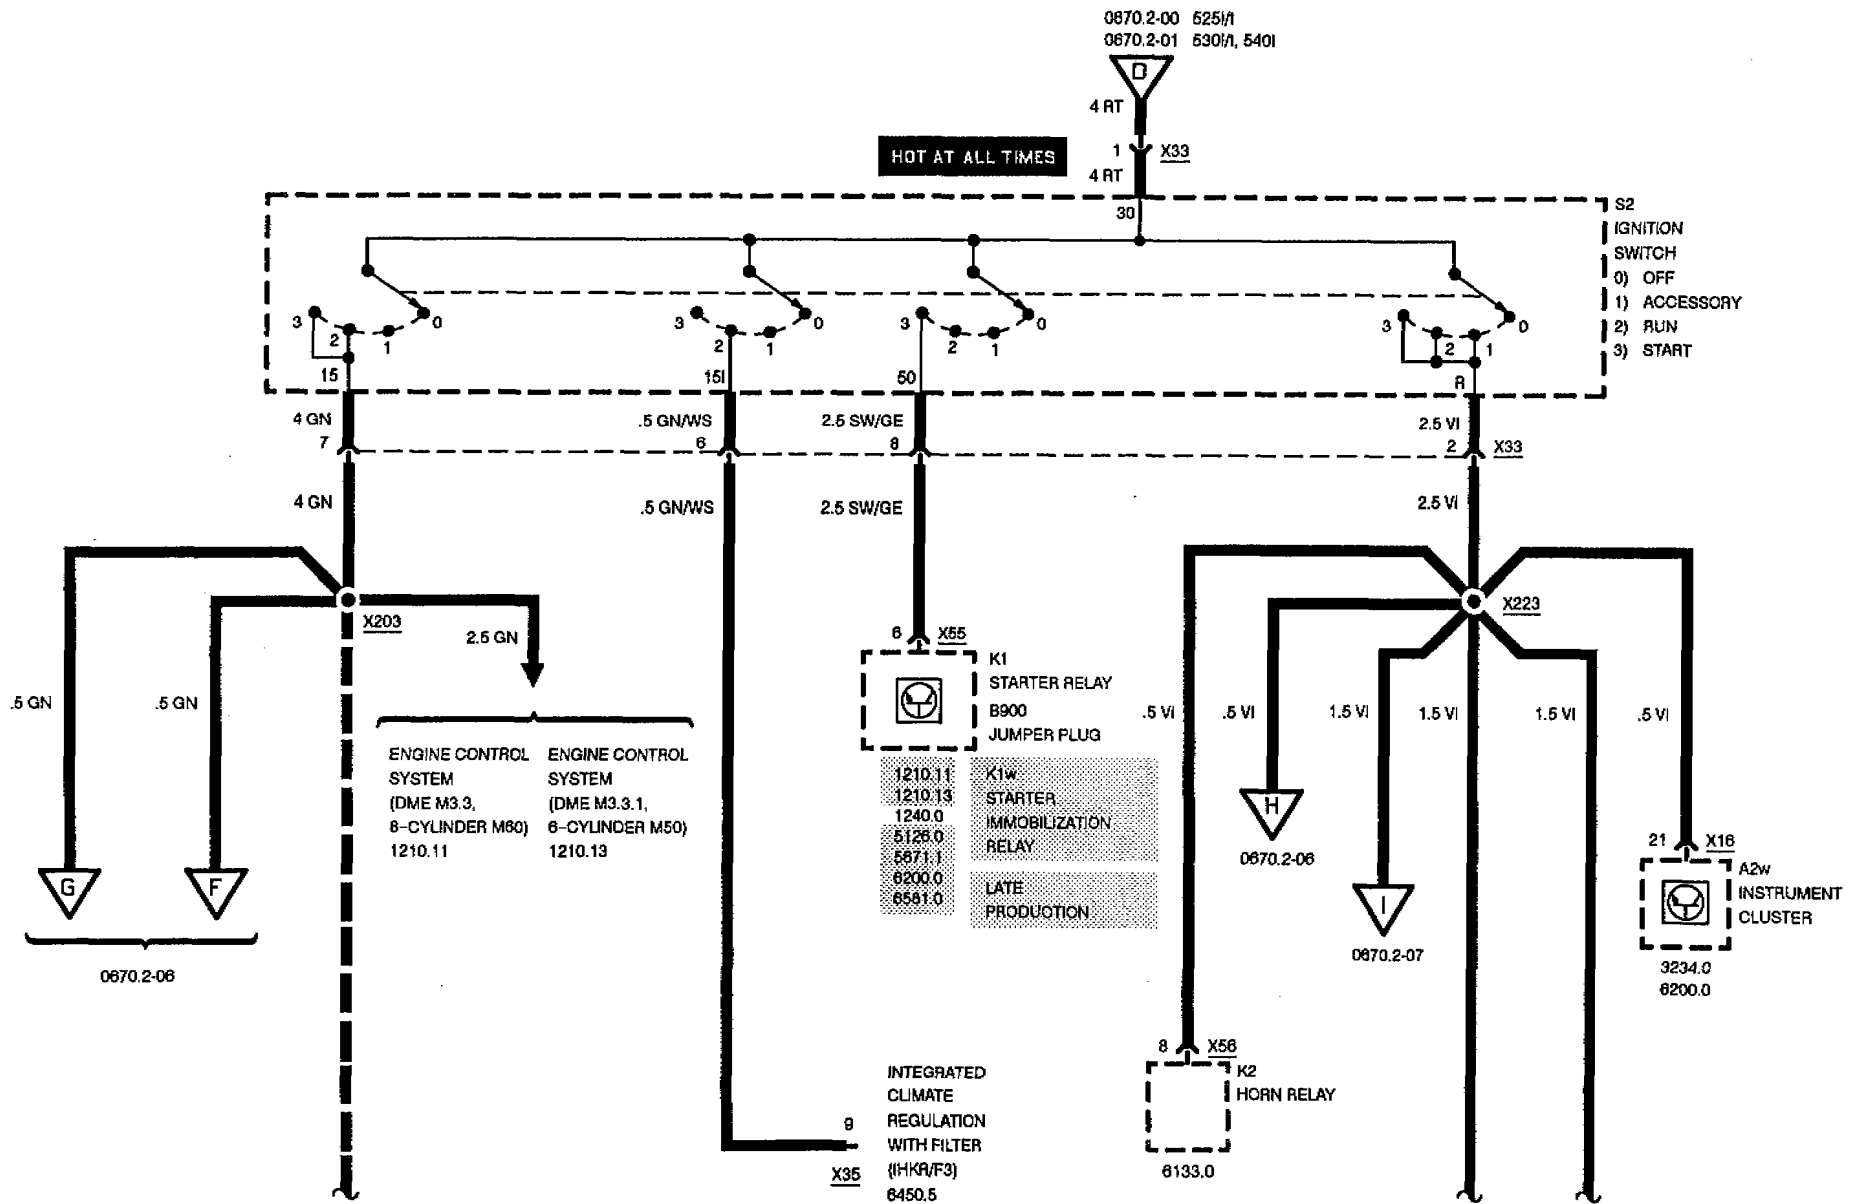 0670.2-00 525I/I
0670.2-01 530I/I, 540I
D
4 RT
1 X33
HOT AT ALL TIMES
4 RT
30
S2
IGNITION
SWITCH
0) OFF
1) ACCESSORY
2) RUN
3) START
3 2 1 0
3 2 1 0
3 2 1 0
3 2 1 0
15 15I 50 R
4 GN .5 GN/WS 2.5 SW/GE 2.5 VI
7 6 8 2 X33
4 GN .5 GN/WS 2.5 SW/GE 2.5 VI
X203
X223
2.5 GN
6 X55
K1
STARTER RELAY
B900
JUMPER PLUG
.5 GN .5 GN
.5 VI .5 VI 1.5 VI 1.5 VI 1.5 VI .5 VI
ENGINE CONTROL
SYSTEM
(DME M3.3,
8-CYLINDER M60)
1210.11
ENGINE CONTROL
SYSTEM
(DME M3.3.1,
6-CYLINDER M50)
1210.13
1210.11
1210.13
1240.0
5126.0
5671.1
6200.0
6581.0
K1w
STARTER
IMMOBILIZATION
RELAY
LATE
PRODUCTION
H
0670.2-06
I
0670.2-07
21 X16
A2w
INSTRUMENT
CLUSTER
3234.0
6200.0
G F
0670.2-06
8 X56
K2
HORN RELAY
6133.0
9
X35
INTEGRATED
CLIMATE
REGULATION
WITH FILTER
(IHKR/F3)
6450.5